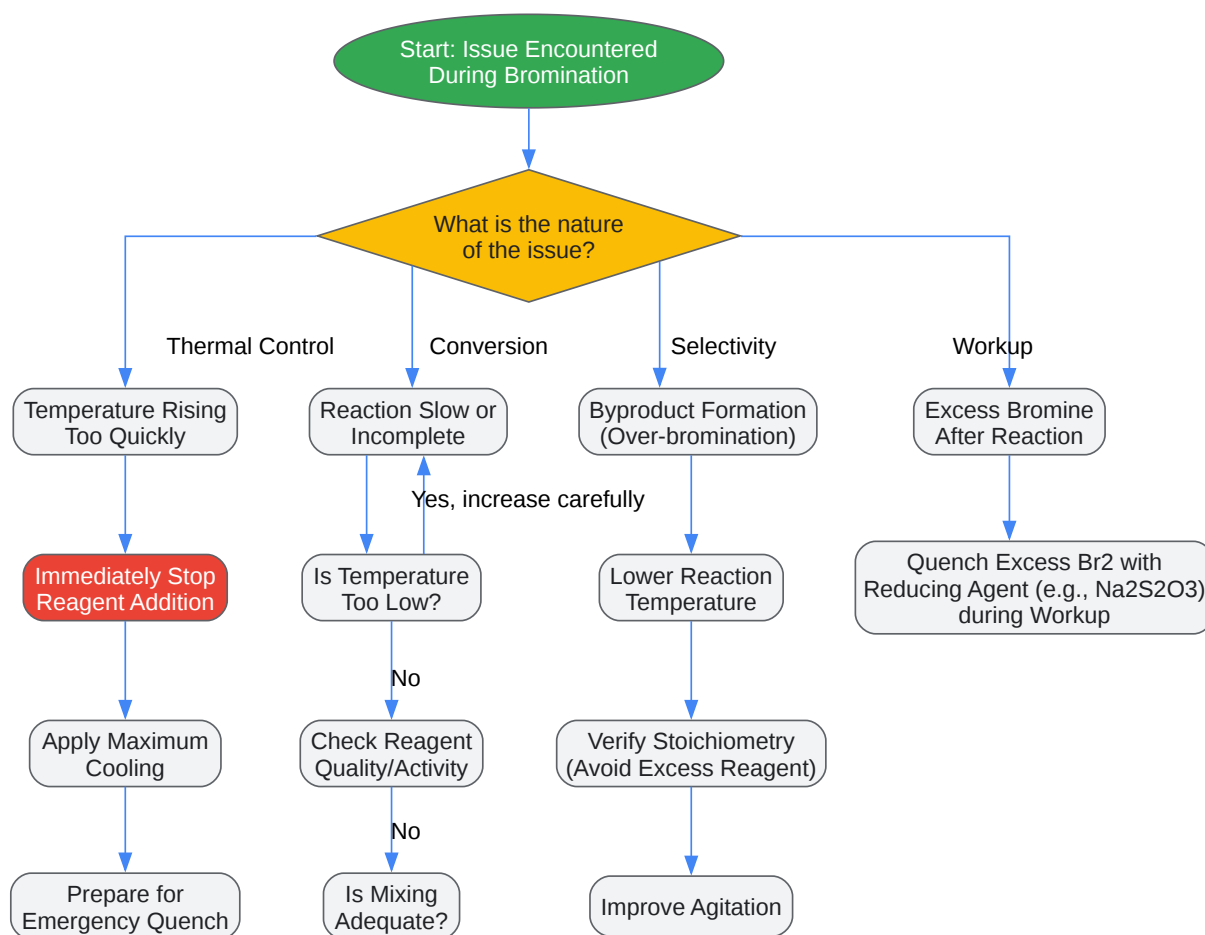 Start: Issue Encountered
During Bromination
What is the nature
of the issue?
Thermal Control
Conversion
Selectivity
Workup
Temperature Rising
Too Quickly
Reaction Slow or
Incomplete
Byproduct Formation
(Over-bromination)
Excess Bromine
After Reaction
Yes, increase carefully
Immediately Stop
Reagent Addition
Is Temperature
Too Low?
Lower Reaction
Temperature
Quench Excess Br2 with
Reducing Agent (e.g., Na2S2O3)
during Workup
No
Apply Maximum
Cooling
Check Reagent
Quality/Activity
Verify Stoichiometry
(Avoid Excess Reagent)
No
Prepare for
Emergency Quench
Is Mixing
Adequate?
Improve Agitation